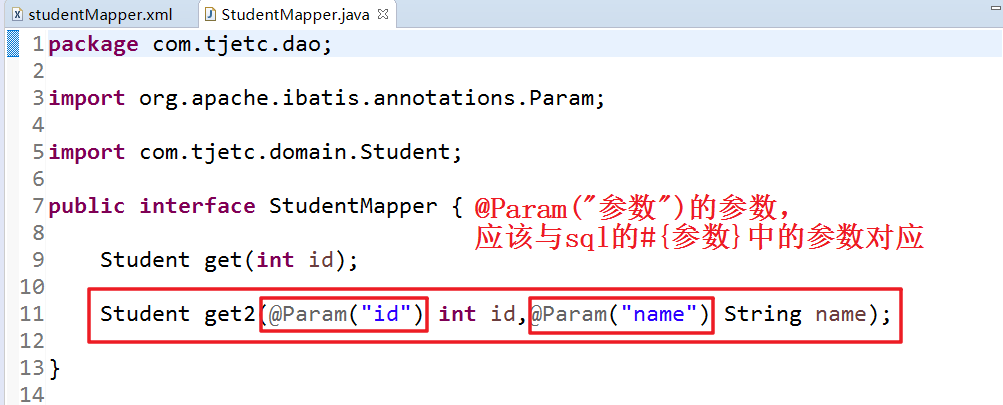 studentMapper.xml StudentMapper.java
1 package com.tjetc.dao;
2
3 import org.apache.ibatis.annotations.Param;
4
5 import com.tjetc.domain.Student;
6
7 public interface StudentMapper { @Param("参数")的参数，
8 应该与sql的#{参数}中的参数对应
9 Student get(int id);
10
11 Student get2(@Param("id") int id,@Param("name") String name);
12
13 }
14